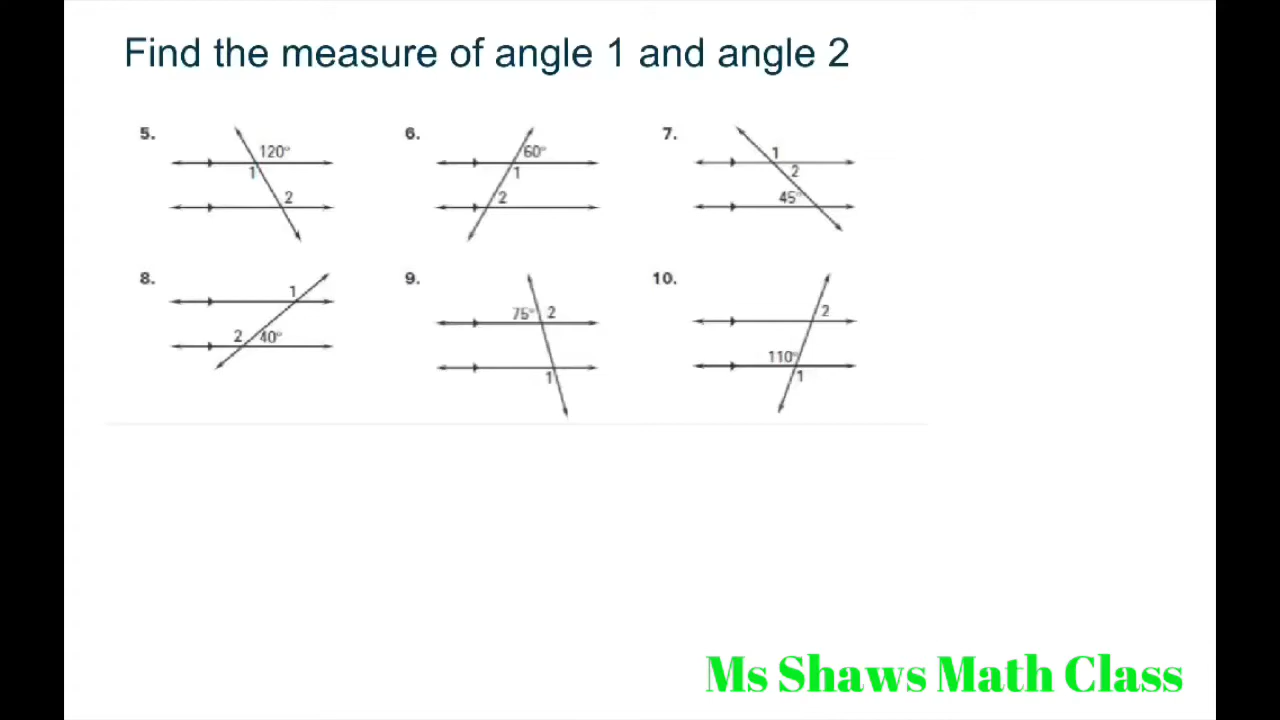 Find the measure of angle 1 and angle 2
5. 120° 1 2
6. 60° 1 2
7. 1 2 45°
8. 1 2 40°
9. 75° 2 1
10. 2 110° 1
Ms Shaws Math Class